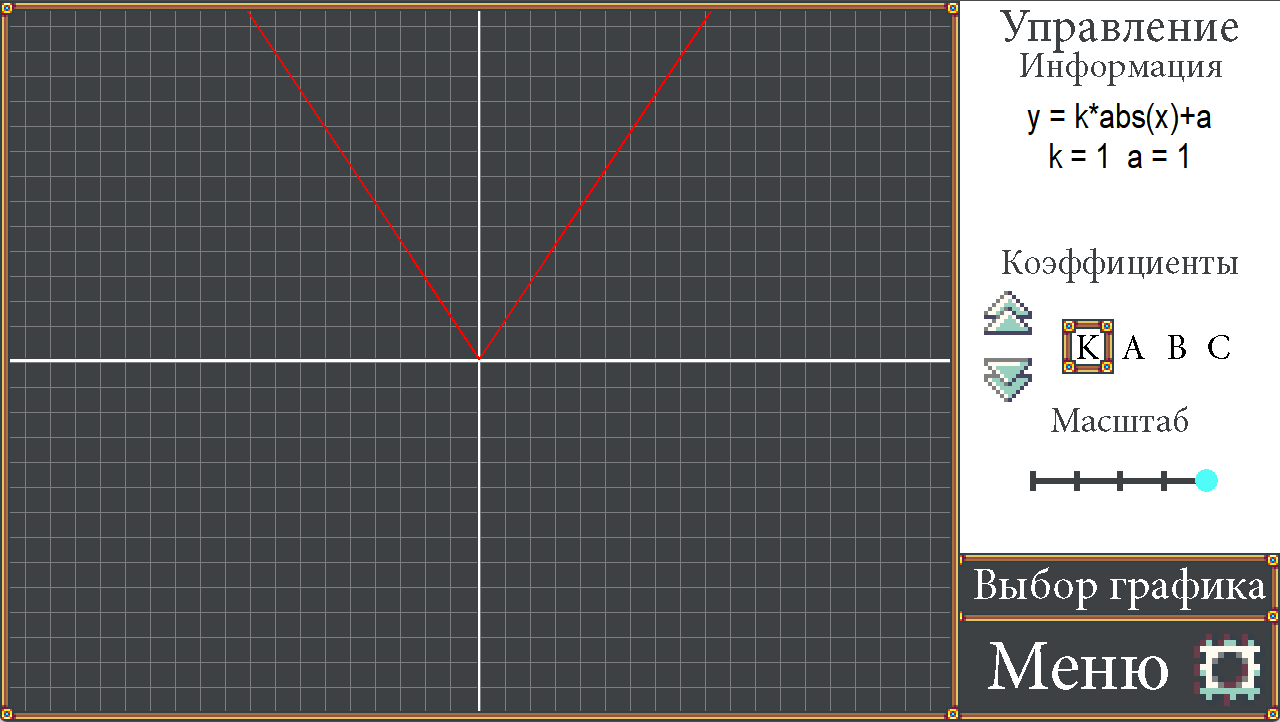 Управление
Информация
y = k*abs(x)+a
k = 1 a = 1
Коэффициенты
K A B C
Масштаб
Выбор графика
Меню